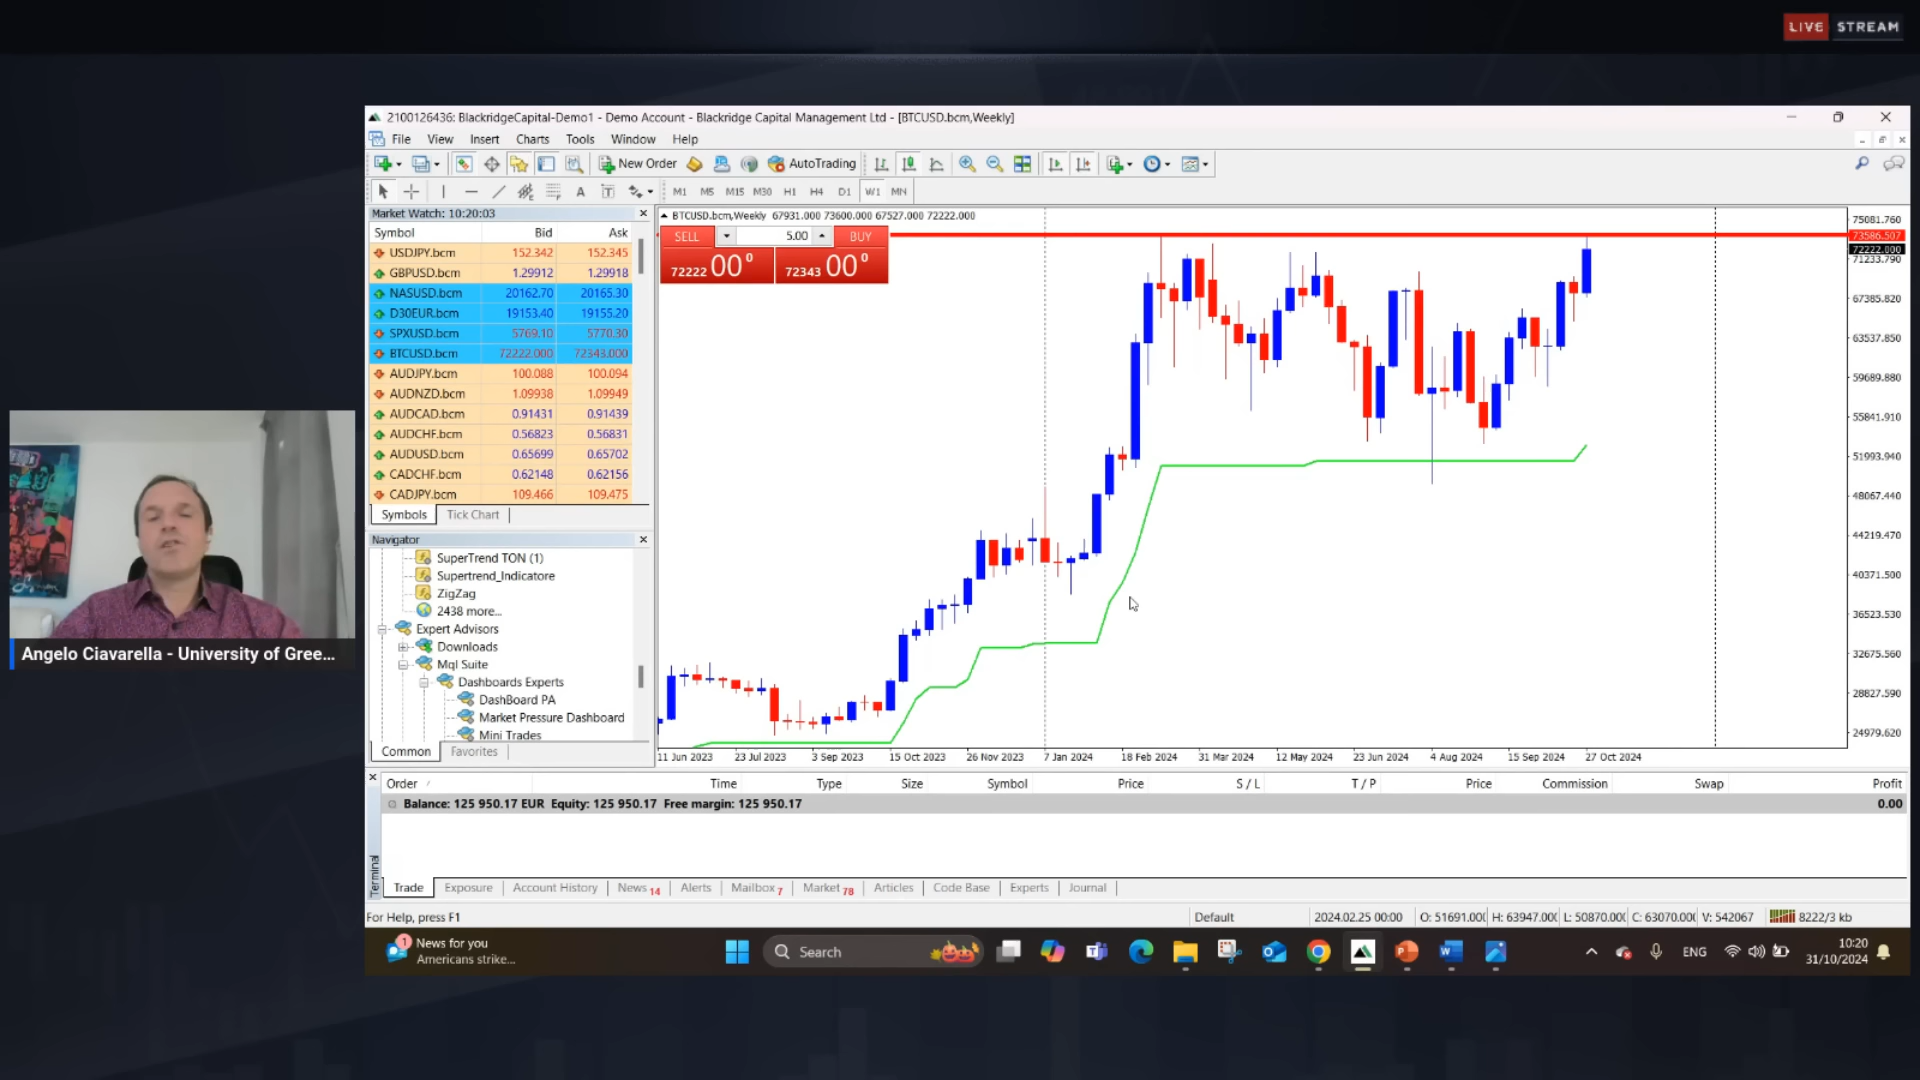 LIVE STREAM
2100126436: BlackridgeCapital-Demo1 - Demo Account - Blackridge Capital Management Ltd - [BTCUSD.bcm,Weekly]
File View Insert Charts Tools Window Help
New Order AutoTrading
A T M1 M5 M15 M30 H1 H4 D1 W1 MN
Market Watch: 10:20:03
Symbol Bid Ask
USDJPY.bcm 152.342 152.345
GBPUSD.bcm 1.29912 1.29918
NASUSD.bcm 20162.70 20165.30
D30EUR.bcm 19153.40 19155.20
SPXUSD.bcm 5769.10 5770.30
BTCUSD.bcm 72222.000 72343.000
AUDJPY.bcm 100.088 100.094
AUDNZD.bcm 1.09938 1.09949
AUDCAD.bcm 0.91431 0.91439
AUDCHF.bcm 0.56823 0.56831
AUDUSD.bcm 0.65699 0.65702
CADCHF.bcm 0.62148 0.62156
CADJPY.bcm 109.466 109.475
Symbols Tick Chart
Navigator
SuperTrend TON (1)
Supertrend_Indicatore
ZigZag
2438 more...
Expert Advisors
Downloads
Mql Suite
Dashboards Experts
DashBoard PA
Market Pressure Dashboard
Mini Trades
Common Favorites
BTCUSD.bcm,Weekly 67931.000 73600.000 67527.000 72222.000
SELL 5.00 BUY
72222 00 0 72343 00 0
75081.760
73586.507
72222.000
71233.790
67385.820
63537.850
59689.880
55841.910
51993.940
48067.440
44219.470
40371.500
36523.530
32675.560
28827.590
24979.620
11 Jun 2023 23 Jul 2023 3 Sep 2023 15 Oct 2023 26 Nov 2023 7 Jan 2024 18 Feb 2024 31 Mar 2024 12 May 2024 23 Jun 2024 4 Aug 2024 15 Sep 2024 27 Oct 2024
Angelo Ciavarella - University of Gree...
Order Time Type Size Symbol Price S / L T / P Price Commission Swap Profit
Balance: 125 950.17 EUR Equity: 125 950.17 Free margin: 125 950.17 0.00
Terminal
Trade Exposure Account History News 14 Alerts Mailbox 7 Market 78 Articles Code Base Experts Journal
For Help, press F1 Default 2024.02.25 00:00 O: 51691.00 H: 63947.00 L: 50870.00 C: 63070.00 V: 542067 8222/3 kb
1 News for you
Americans strike...
Search
ENG
10:20
31/10/2024